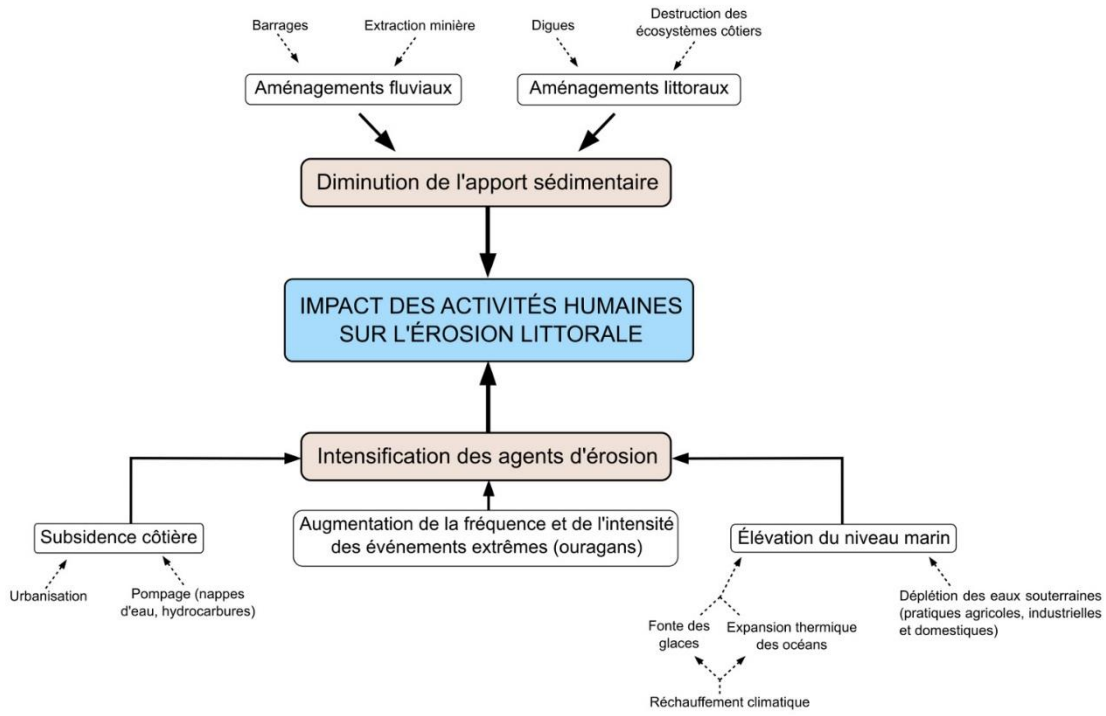 Barrages
Extraction minière
Digues
Destruction des
écosystèmes côtiers
Aménagements fluviaux
Aménagements littoraux
Diminution de l'apport sédimentaire
IMPACT DES ACTIVITÉS HUMAINES
SUR L'ÉROSION LITTORALE
Intensification des agents d'érosion
Subsidence côtière
Augmentation de la fréquence et de l'intensité
des événements extrêmes (ouragans)
Élévation du niveau marin
Urbanisation
Pompage (nappes
d'eau, hydrocarbures)
Fonte des
glaces
Expansion thermique
des océans
Déplétion des eaux souterraines
(pratiques agricoles, industrielles
et domestiques)
Réchauffement climatique